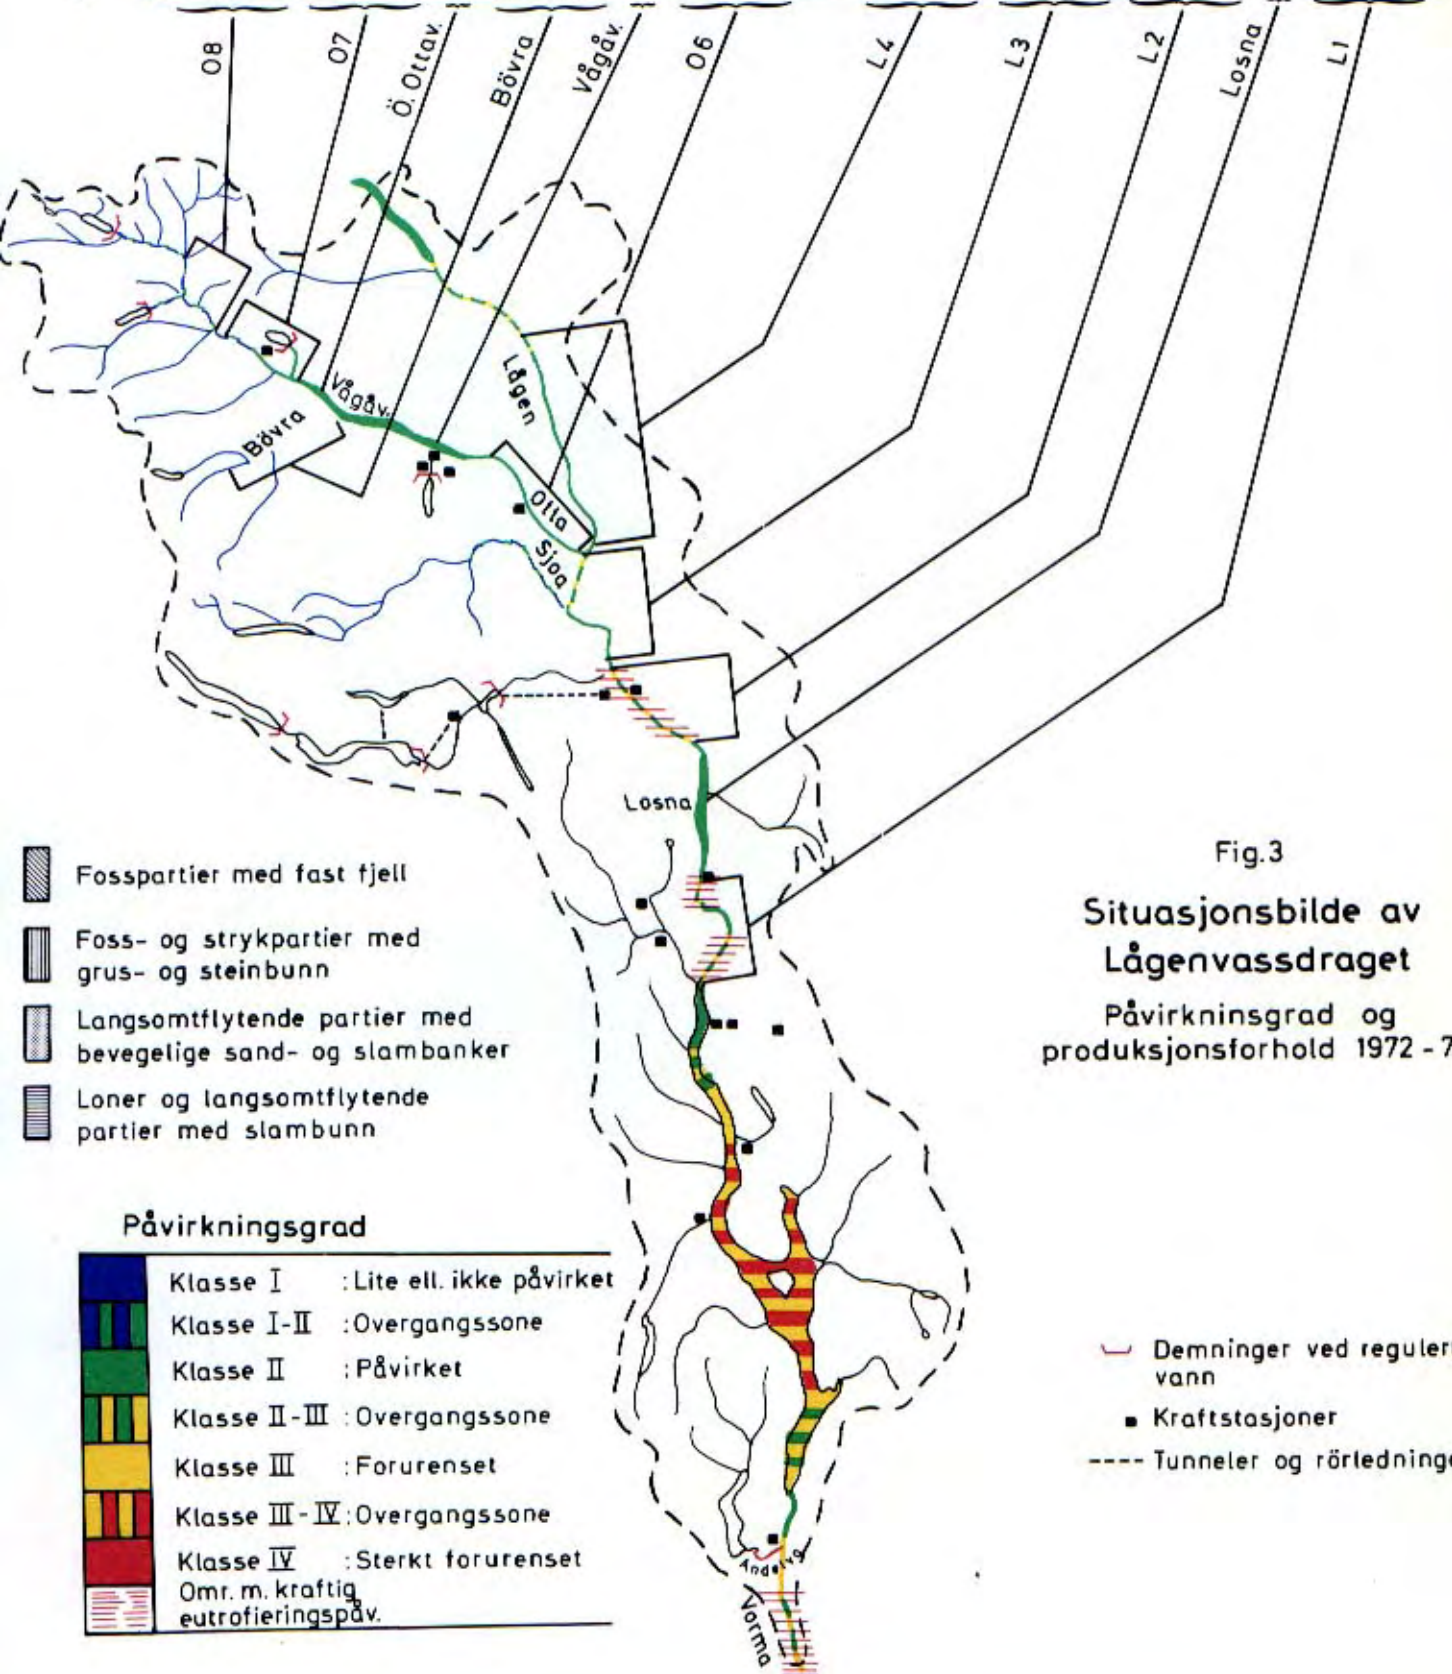 O8
O7
Ö. Ottav.
Bövra
Vågåv.
O6
L4
L3
L2
Losna
L1
Vågåv.
Lågen
Bövra
Otta
Sjoa
Losna
Fosspartier med fast fjell
Foss- og strykpartier med
grus- og steinbunn
Langsomtflytende partier med
bevegelige sand- og slambanker
Loner og langsomtflytende
partier med slambunn
Fig.3
Situasjonsbilde av
Lågenvassdraget
Påvirkninsgrad og
produksjonsforhold 1972-7
Påvirkningsgrad
Klasse I : Lite ell. ikke påvirket
Klasse I-II : Overgangssone
Klasse II : Påvirket
Klasse II-III : Overgangssone
Klasse III : Forurenset
Klasse III-IV : Overgangssone
Klasse IV : Sterkt forurenset
Omr. m. kraftig
eutrofieringspåv.
Demninger ved reguler
vann
Kraftstasjoner
Tunneler og rörledninge
Vorma